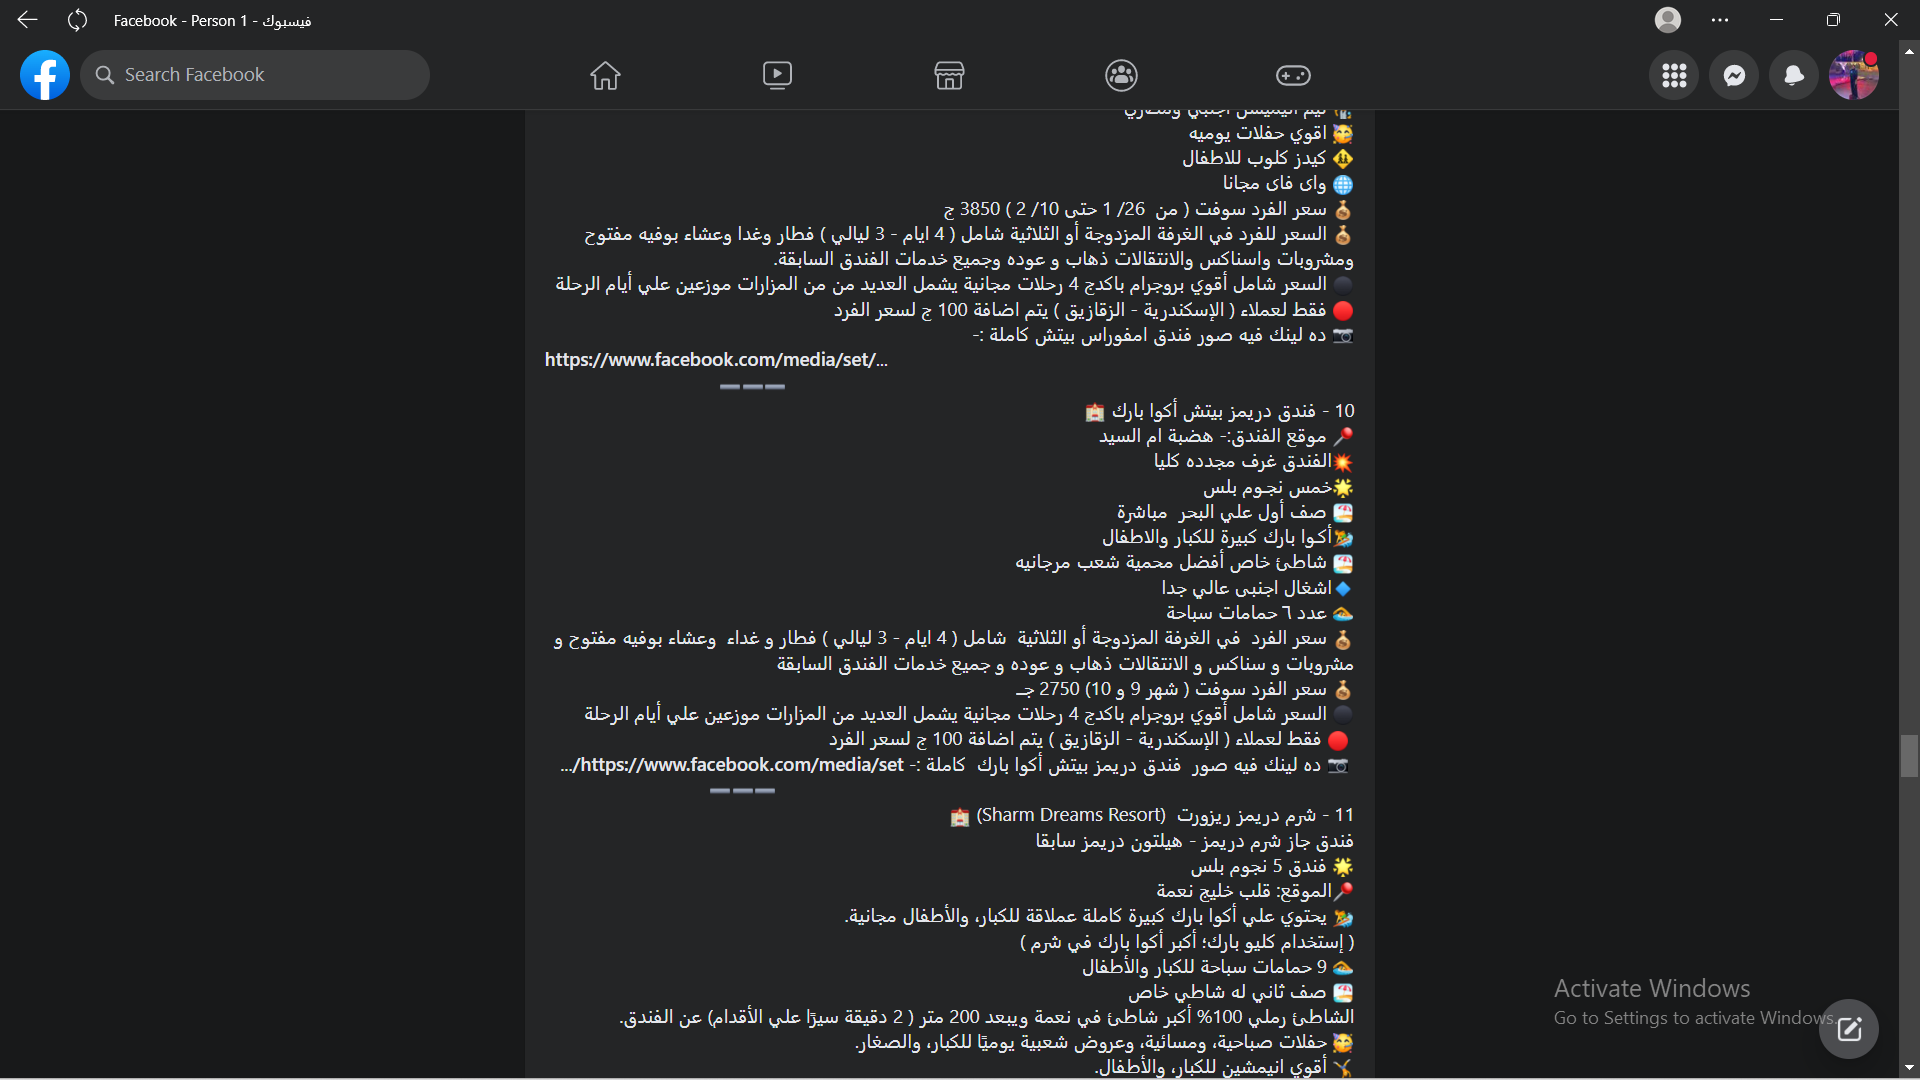 Facebook - Person 1 - فيسبوك
Search Facebook
اقوي حفلات يوميه
كيدز كلوب للاطفال
واى فاى مجانا
سعر الفرد سوفت ( من 26/ 1 حتى 10/ 2 ) 3850 ج
السعر للفرد في الغرفة المزدوجة أو الثلاثية شامل ( 4 ايام - 3 ليالي ) فطار وغدا وعشاء بوفيه مفتوح
ومشروبات واسناكس والانتقالات ذهاب و عوده وجميع خدمات الفندق السابقة.
السعر شامل أقوي بروجرام باكدج 4 رحلات مجانية يشمل العديد من من المزارات موزعين علي أيام الرحلة
فقط لعملاء ( الإسكندرية - الزقازيق ) يتم اضافة 100 ج لسعر الفرد
ده لينك فيه صور فندق امفوراس بيتش كاملة :-
https://www.facebook.com/media/set/...
10 - فندق دريمز بيتش أكوا بارك
موقع الفندق:- هضبة ام السيد
الفندق غرف مجدده كليا
خمس نجوم بلس
صف أول علي البحر مباشرة
أكوا بارك كبيرة للكبار والاطفال
شاطئ خاص أفضل محمية شعب مرجانيه
اشغال اجنبى عالي جدا
عدد ٦ حمامات سباحة
سعر الفرد في الغرفة المزدوجة أو الثلاثية شامل ( 4 ايام - 3 ليالي ) فطار و غداء وعشاء بوفيه مفتوح و
مشروبات و سناكس و الانتقالات ذهاب و عوده و جميع خدمات الفندق السابقة
سعر الفرد سوفت ( شهر 9 و 10) 2750 جـ
السعر شامل أقوي بروجرام باكدج 4 رحلات مجانية يشمل العديد من المزارات موزعين علي أيام الرحلة
فقط لعملاء ( الإسكندرية - الزقازيق ) يتم اضافة 100 ج لسعر الفرد
ده لينك فيه صور فندق دريمز بيتش أكوا بارك كاملة :- https://www.facebook.com/media/set/...
11 - شرم دريمز ريزورت (Sharm Dreams Resort)
فندق جاز شرم دريمز - هيلتون دريمز سابقا
فندق 5 نجوم بلس
الموقع: قلب خليج نعمة
يحتوي علي أكوا بارك كبيرة كاملة عملاقة للكبار، والأطفال مجانية.
( إستخدام كليو بارك؛ أكبر أكوا بارك في شرم )
9 حمامات سباحة للكبار والأطفال
صف ثاني له شاطي خاص
الشاطئ رملي 100% أكبر شاطئ في نعمة ويبعد 200 متر ( 2 دقيقة سيرًا علي الأقدام) عن الفندق.
حفلات صباحية، ومسائية، وعروض شعبية يوميًا للكبار، والصغار.
أقوي انيمشين للكبار، والأطفال.
Activate Windows
Go to Settings to activate Windows.